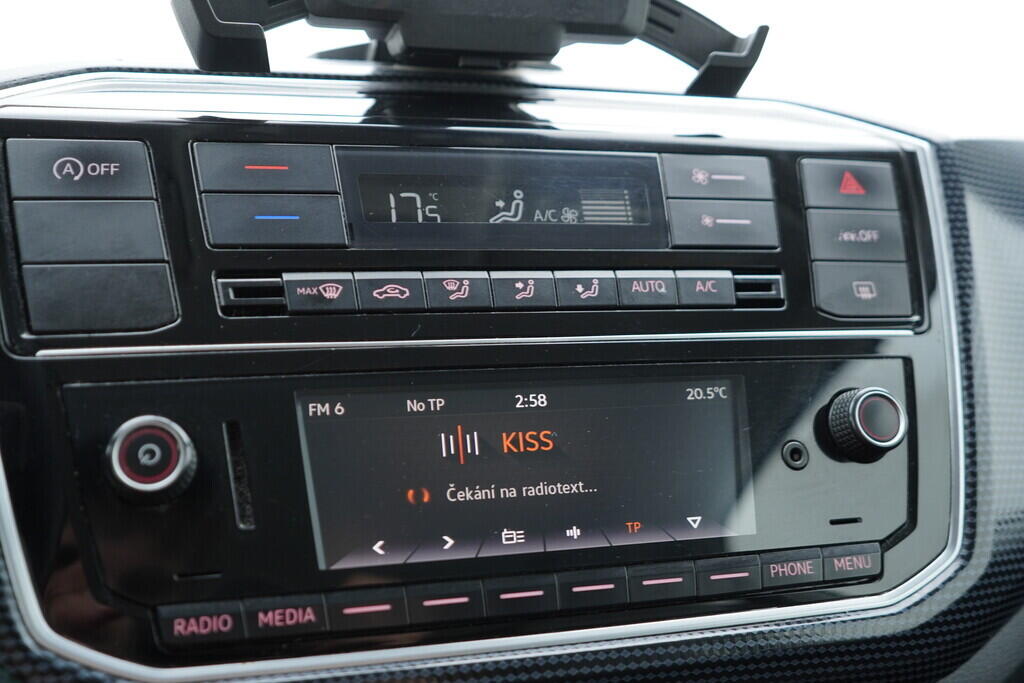 A OFF
17.5 °C A/C
MAX AUTO A/C
OFF
FM 6 No TP 2:58 20.5°C
KISS
Čekání na radiotext...
TP
RADIO MEDIA PHONE MENU